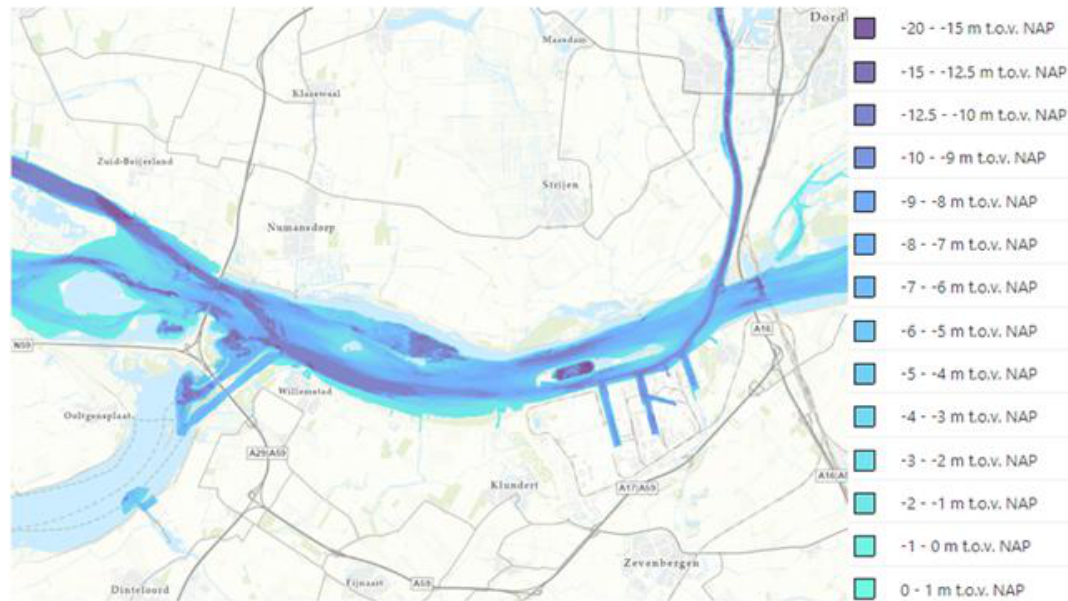 Dord
Maasdam
Klaaswaal
Zuid-Beijerland
Strijen
Numansdorp
A16
N59
Willemstad
Ooltgensplaat
A29|A59
A16|A5
Klundert
A17|A59
Zevenbergen
Fijnaart
A59
Dinteloord
-20 - -15 m t.o.v. NAP
-15 - -12.5 m t.o.v. NAP
-12.5 - -10 m t.o.v. NAP
-10 - -9 m t.o.v. NAP
-9 - -8 m t.o.v. NAP
-8 - -7 m t.o.v. NAP
-7 - -6 m t.o.v. NAP
-6 - -5 m t.o.v. NAP
-5 - -4 m t.o.v. NAP
-4 - -3 m t.o.v. NAP
-3 - -2 m t.o.v. NAP
-2 - -1 m t.o.v. NAP
-1 - 0 m t.o.v. NAP
0 - 1 m t.o.v. NAP